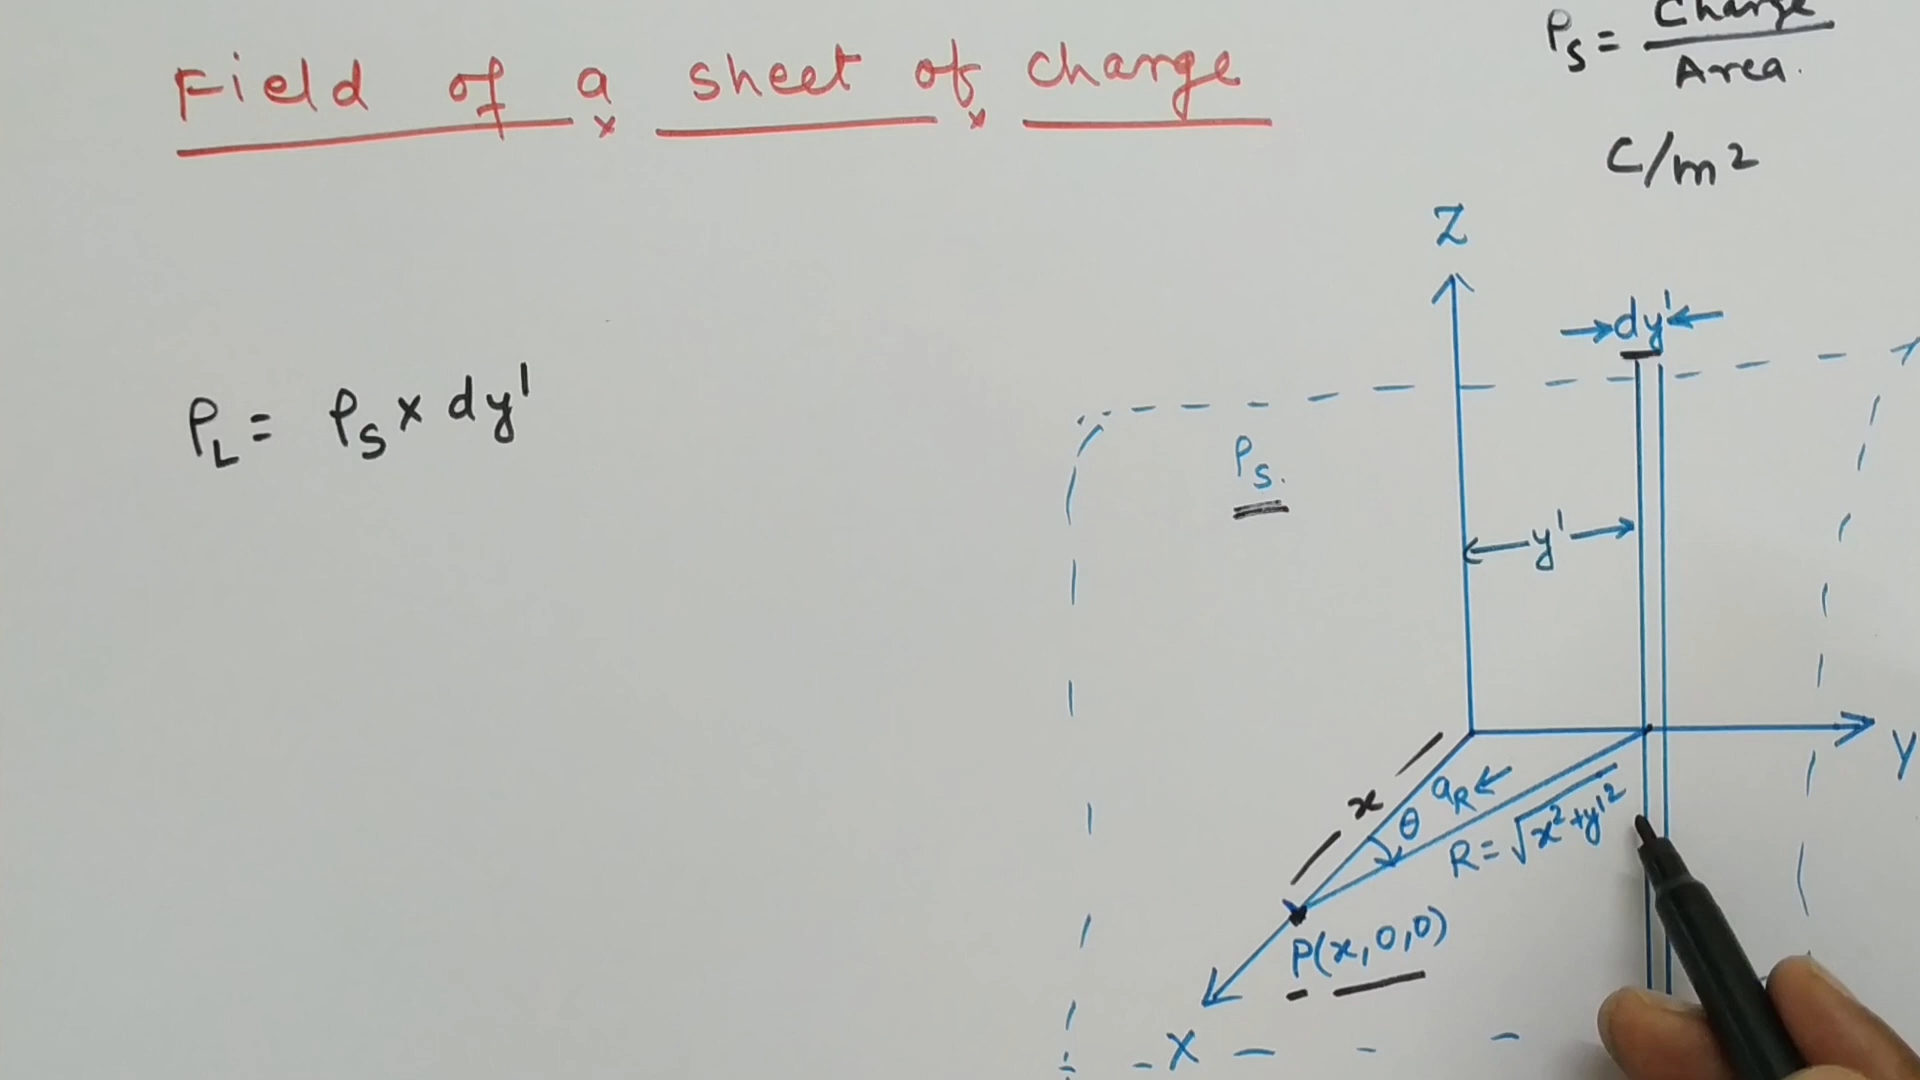 Field of a sheet of charge
ρS = Charge / Area.
C/m²
Z
→dy'←
ρL = ρS × dy'
ρS.
←y'→
Y
x
aR←
θ
R = √x²+y'²
P(x,0,0)
X